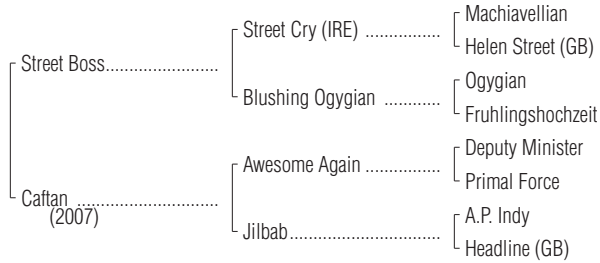 Machiavellian
Street Cry (IRE) ................
Helen Street (GB)
Street Boss........................
Ogygian
Blushing Ogygian ............
Fruhlingshochzeit
Deputy Minister
Awesome Again ................
Primal Force
Caftan ..............................
(2007)
A.P. Indy
Jilbab................................
Headline (GB)